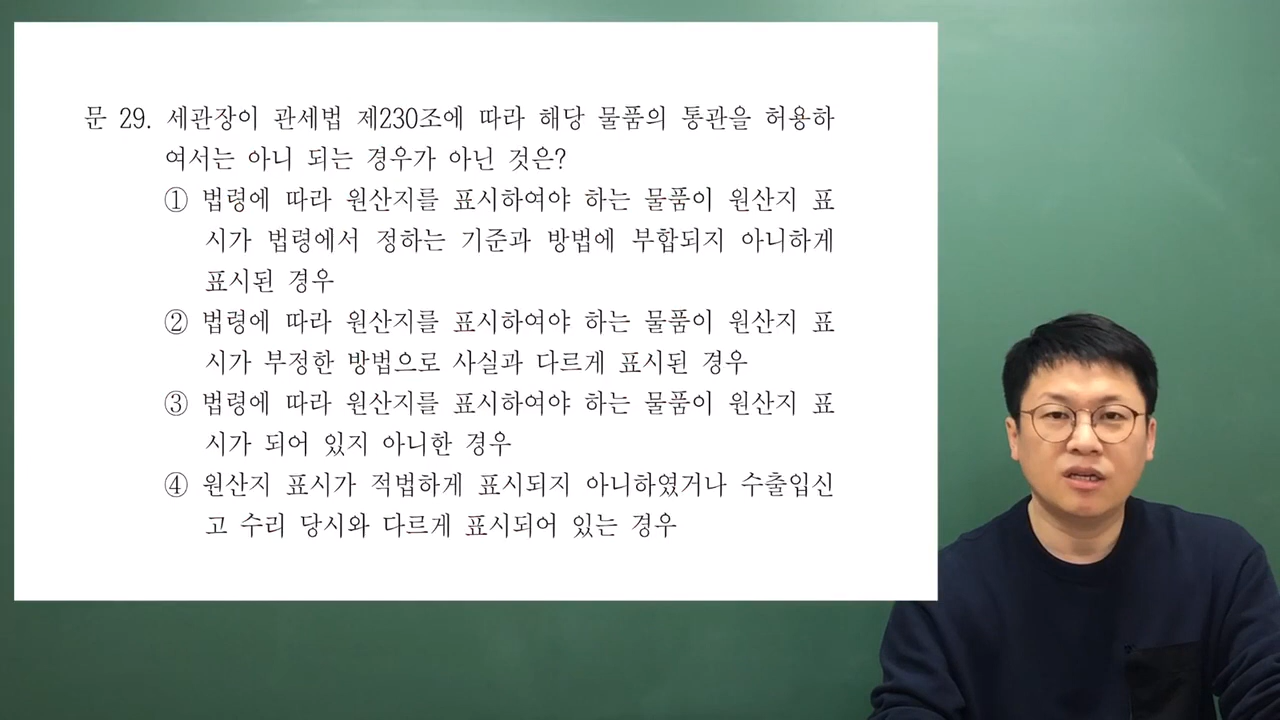 문 29. 세관장이 관세법 제230조에 따라 해당 물품의 통관을 허용하
여서는 아니 되는 경우가 아닌 것은?
① 법령에 따라 원산지를 표시하여야 하는 물품이 원산지 표
시가 법령에서 정하는 기준과 방법에 부합되지 아니하게
표시된 경우
② 법령에 따라 원산지를 표시하여야 하는 물품이 원산지 표
시가 부정한 방법으로 사실과 다르게 표시된 경우
③ 법령에 따라 원산지를 표시하여야 하는 물품이 원산지 표
시가 되어 있지 아니한 경우
④ 원산지 표시가 적법하게 표시되지 아니하였거나 수출입신
고 수리 당시와 다르게 표시되어 있는 경우